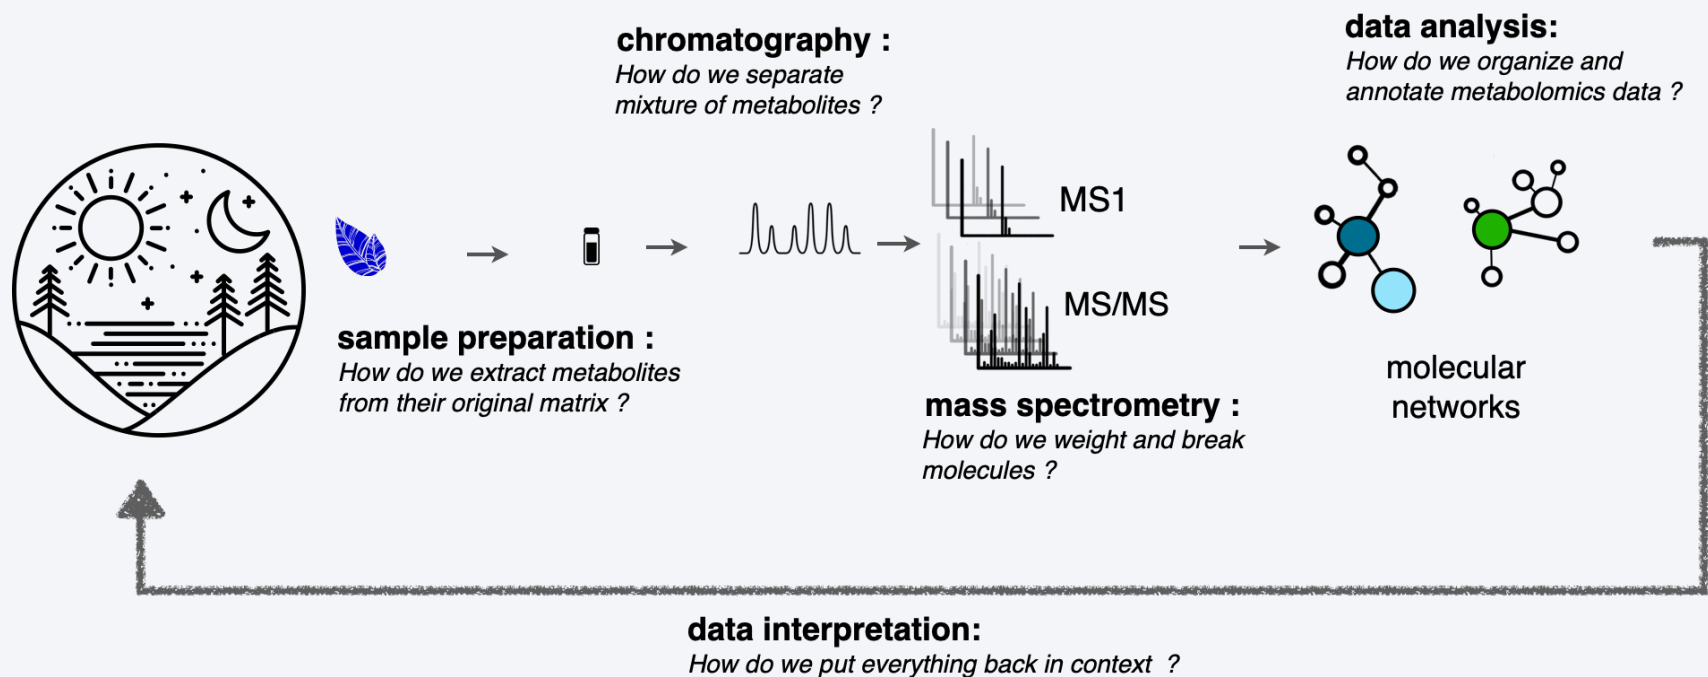 chromatography :
How do we separate
mixture of metabolites ?
data analysis:
How do we organize and
annotate metabolomics data ?
MS1
MS/MS
sample preparation :
How do we extract metabolites
from their original matrix ?
mass spectrometry :
How do we weight and break
molecules ?
molecular
networks
data interpretation:
How do we put everything back in context  ?